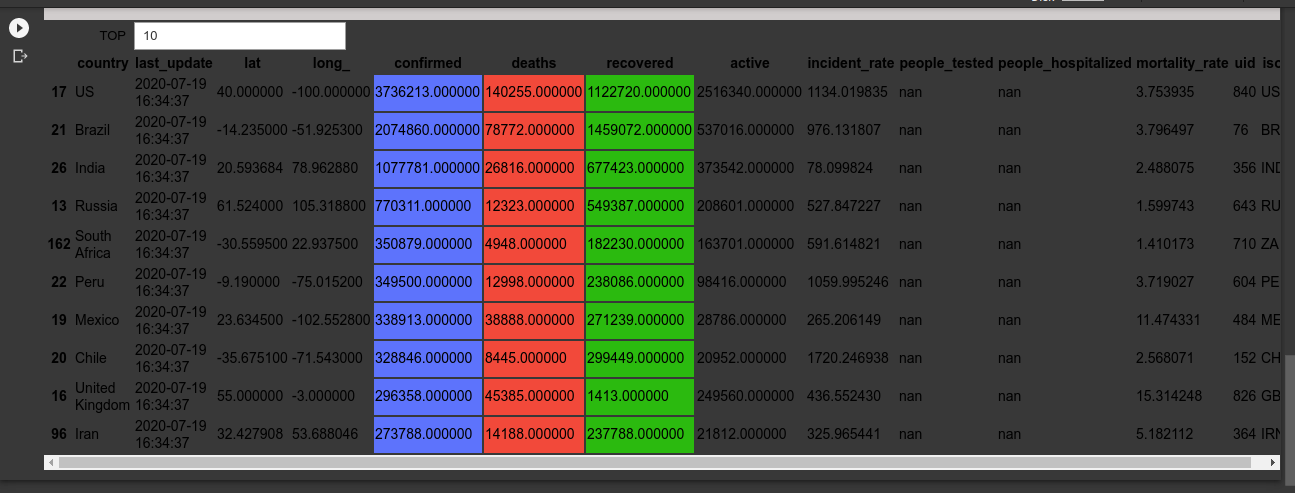 TOP 10
country last_update lat long_ confirmed deaths recovered active incident_rate people_tested people_hospitalized mortality_rate uid
17 US 2020-07-19 16:34:37 40.000000 -100.000000 3736213.000000 140255.000000 1122720.000000 2516340.000000 1134.019835 nan nan 3.753935 840 US
21 Brazil 2020-07-19 16:34:37 -14.235000 -51.925300 2074860.000000 78772.000000 1459072.000000 537016.000000 976.131807 nan nan 3.796497 76 BR
26 India 2020-07-19 16:34:37 20.593684 78.962880 1077781.000000 26816.000000 677423.000000 373542.000000 78.099824 nan nan 2.488075 356 IND
13 Russia 2020-07-19 16:34:37 61.524000 105.318800 770311.000000 12323.000000 549387.000000 208601.000000 527.847227 nan nan 1.599743 643 RU
162 South Africa 2020-07-19 16:34:37 -30.559500 22.937500 350879.000000 4948.000000 182230.000000 163701.000000 591.614821 nan nan 1.410173 710 ZA
22 Peru 2020-07-19 16:34:37 -9.190000 -75.015200 349500.000000 12998.000000 238086.000000 98416.000000 1059.995246 nan nan 3.719027 604 PE
19 Mexico 2020-07-19 16:34:37 23.634500 -102.552800 338913.000000 38888.000000 271239.000000 28786.000000 265.206149 nan nan 11.474331 484 ME
20 Chile 2020-07-19 16:34:37 -35.675100 -71.543000 328846.000000 8445.000000 299449.000000 20952.000000 1720.246938 nan nan 2.568071 152 CH
16 United Kingdom 2020-07-19 16:34:37 55.000000 -3.000000 296358.000000 45385.000000 1413.000000 249560.000000 436.552430 nan nan 15.314248 826 GB
96 Iran 2020-07-19 16:34:37 32.427908 53.688046 273788.000000 14188.000000 237788.000000 21812.000000 325.965441 nan nan 5.182112 364 IRN